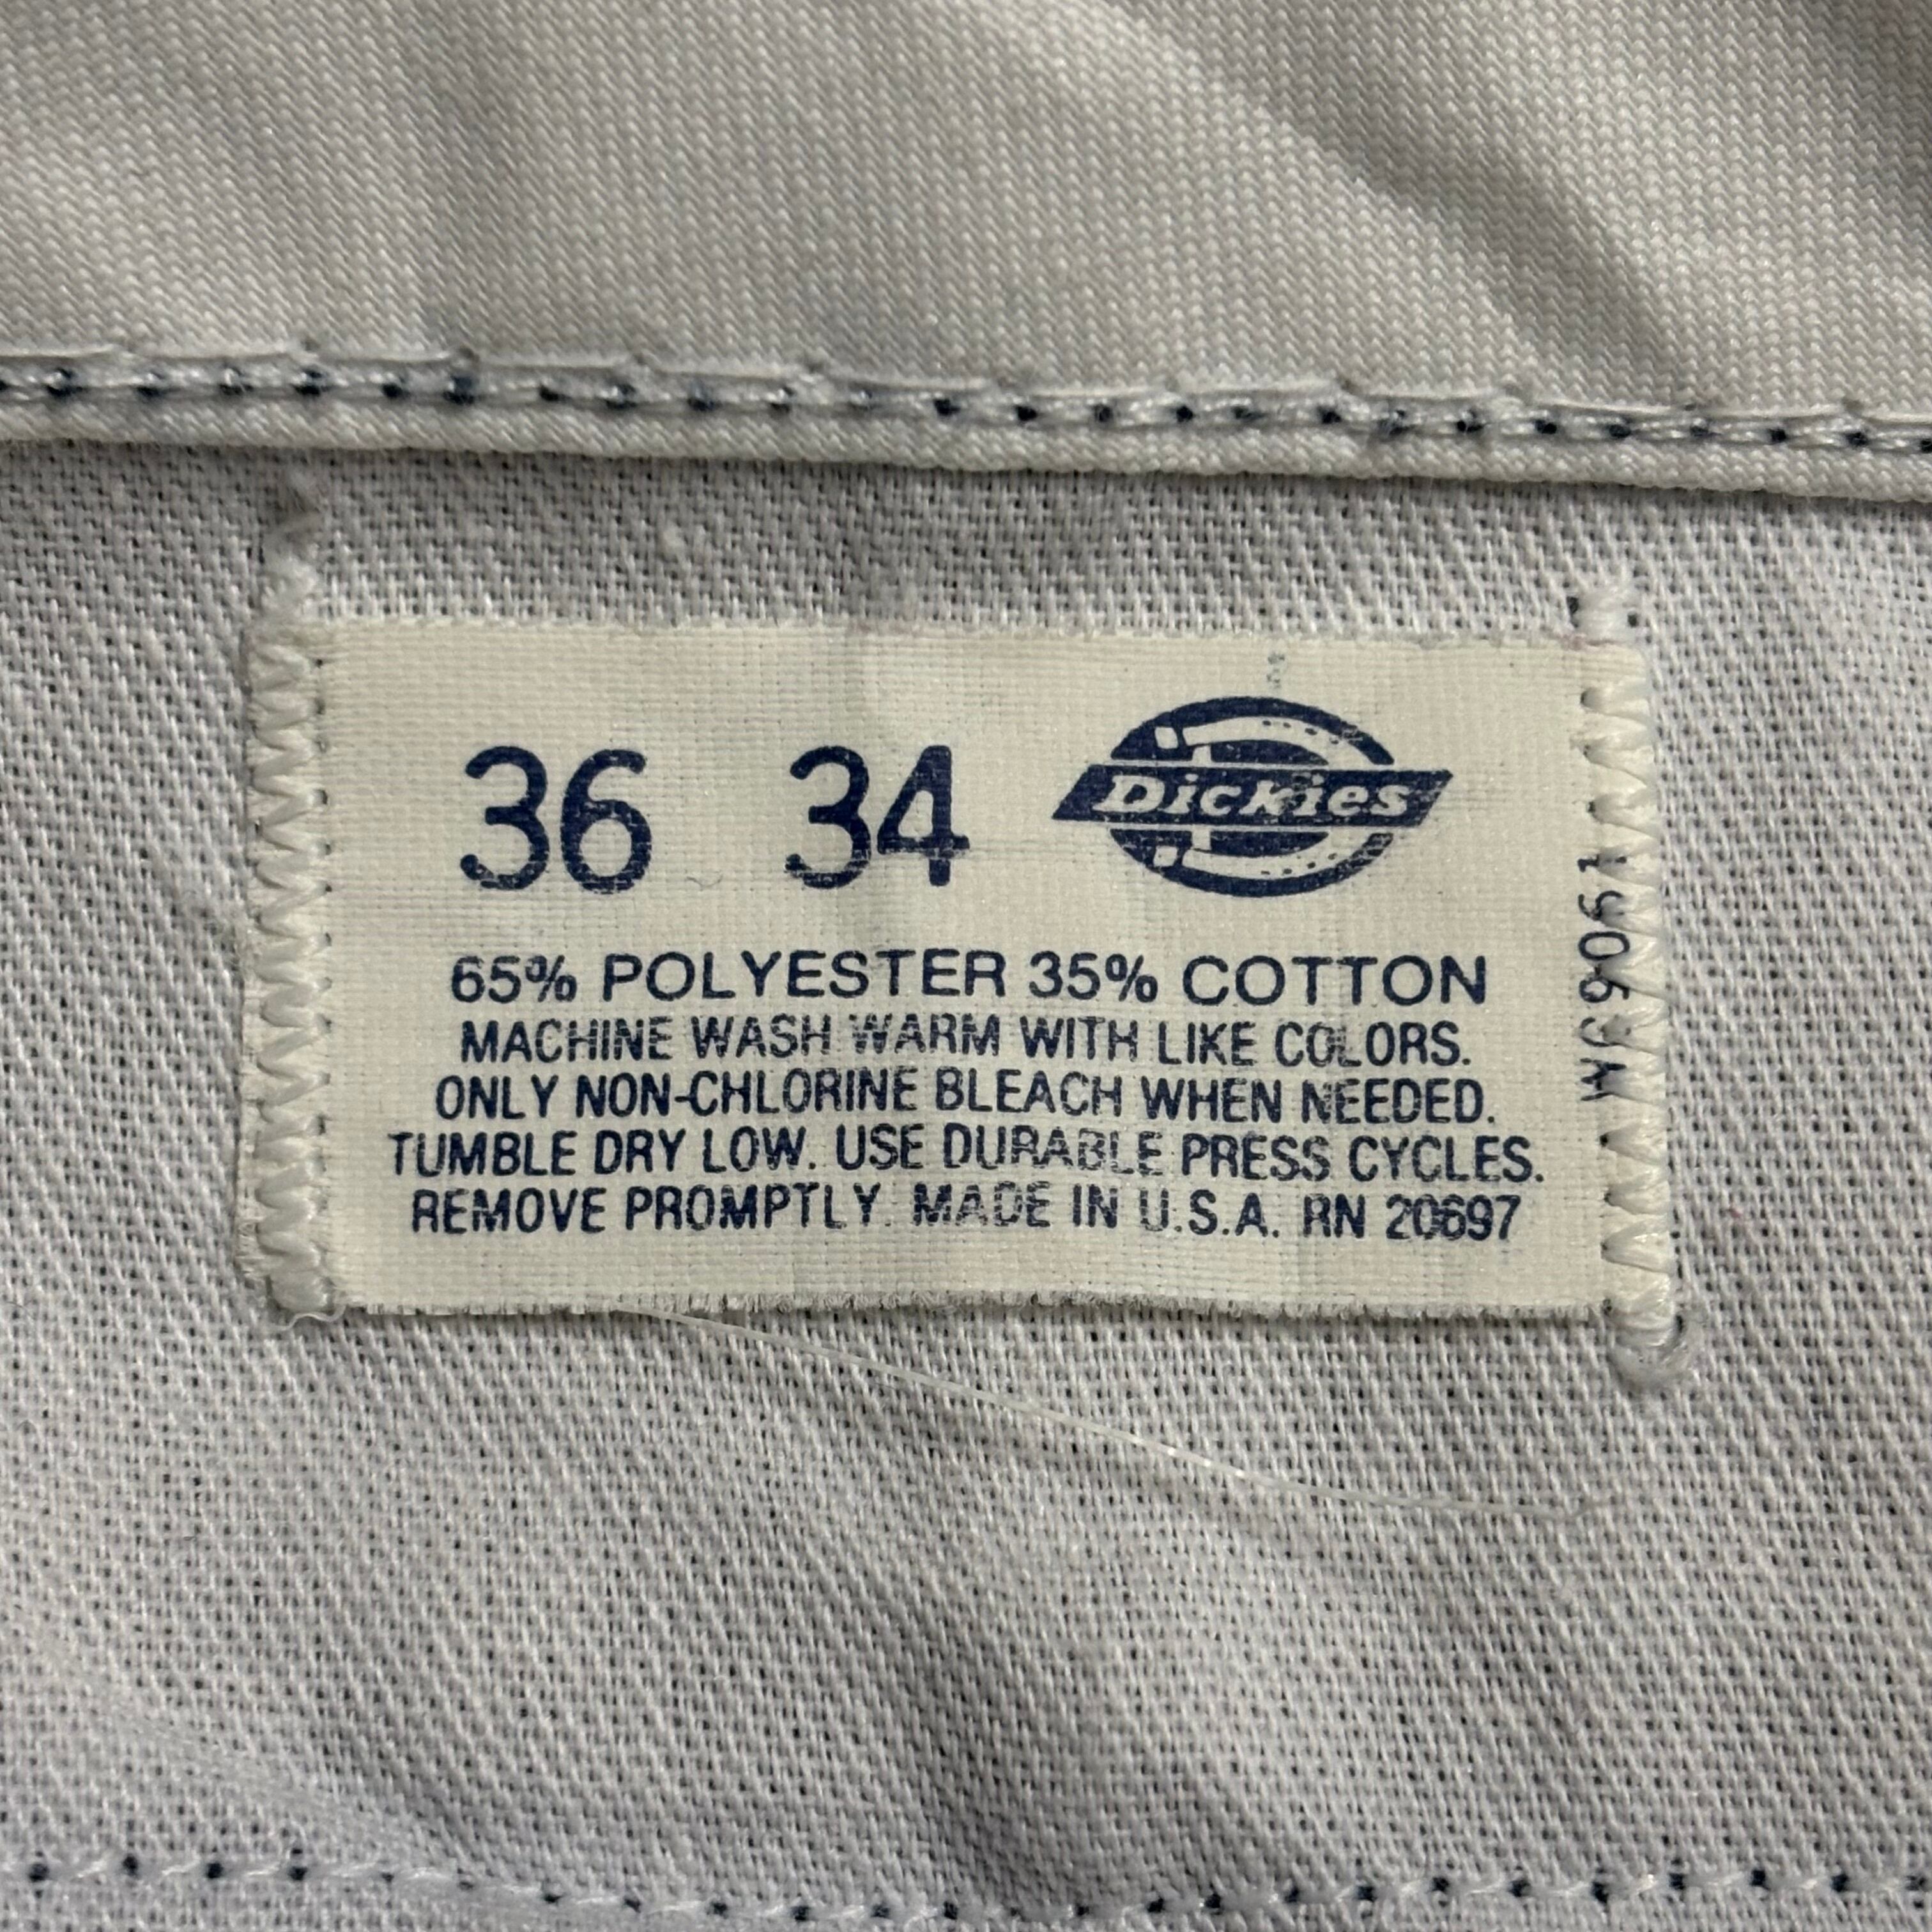 36 34 Dickies
65% POLYESTER 35% COTTON
MACHINE WASH WARM WITH LIKE COLORS.
ONLY NON-CHLORINE BLEACH WHEN NEEDED.
TUMBLE DRY LOW. USE DURABLE PRESS CYCLES.
REMOVE PROMPTLY. MADE IN U.S.A. RN 20697